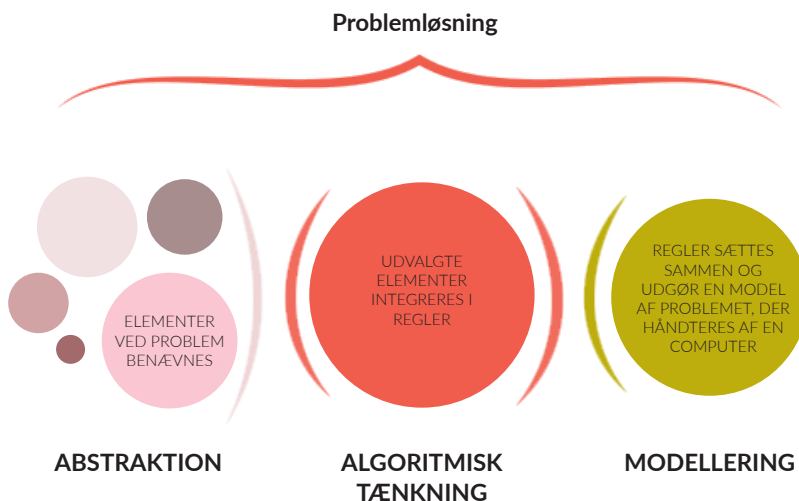 Problemløsning
ELEMENTER
VED PROBLEM
BENÆVNES
UDVALGTE
ELEMENTER
INTEGRERES I
REGLER
REGLER SÆTTES
SAMMEN OG
UDGØR EN MODEL
AF PROBLEMET, DER
HÅNDTERES AF EN
COMPUTER
ABSTRAKTION
ALGORITMISK
TÆNKNING
MODELLERING